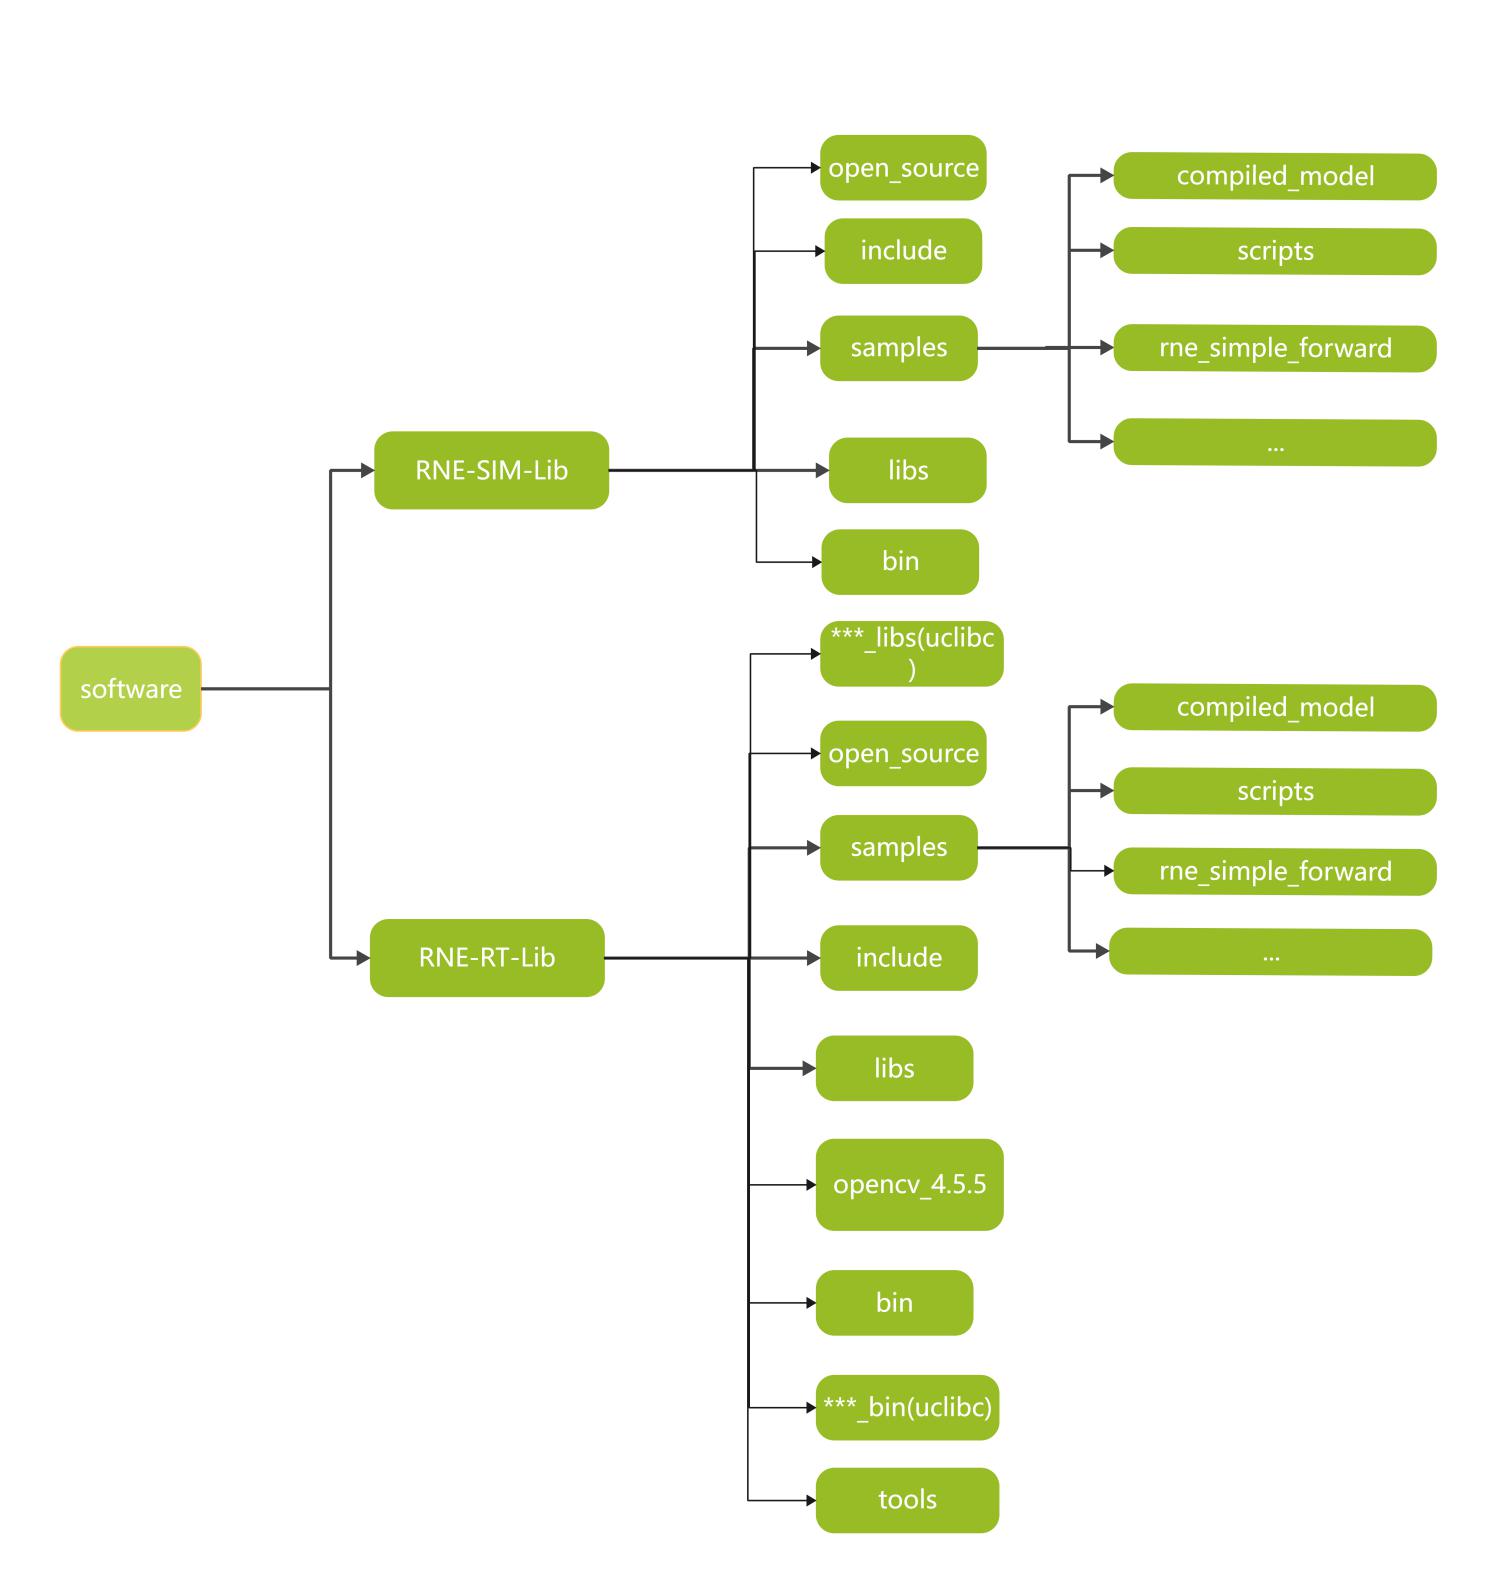 software
RNE-SIM-Lib
open_source
include
samples
compiled_model
scripts
rne_simple_forward
...
libs
bin
RNE-RT-Lib
***_libs(uclibc
)
open_source
samples
compiled_model
scripts
rne_simple_forward
...
include
libs
opencv_4.5.5
bin
***_bin(uclibc)
tools